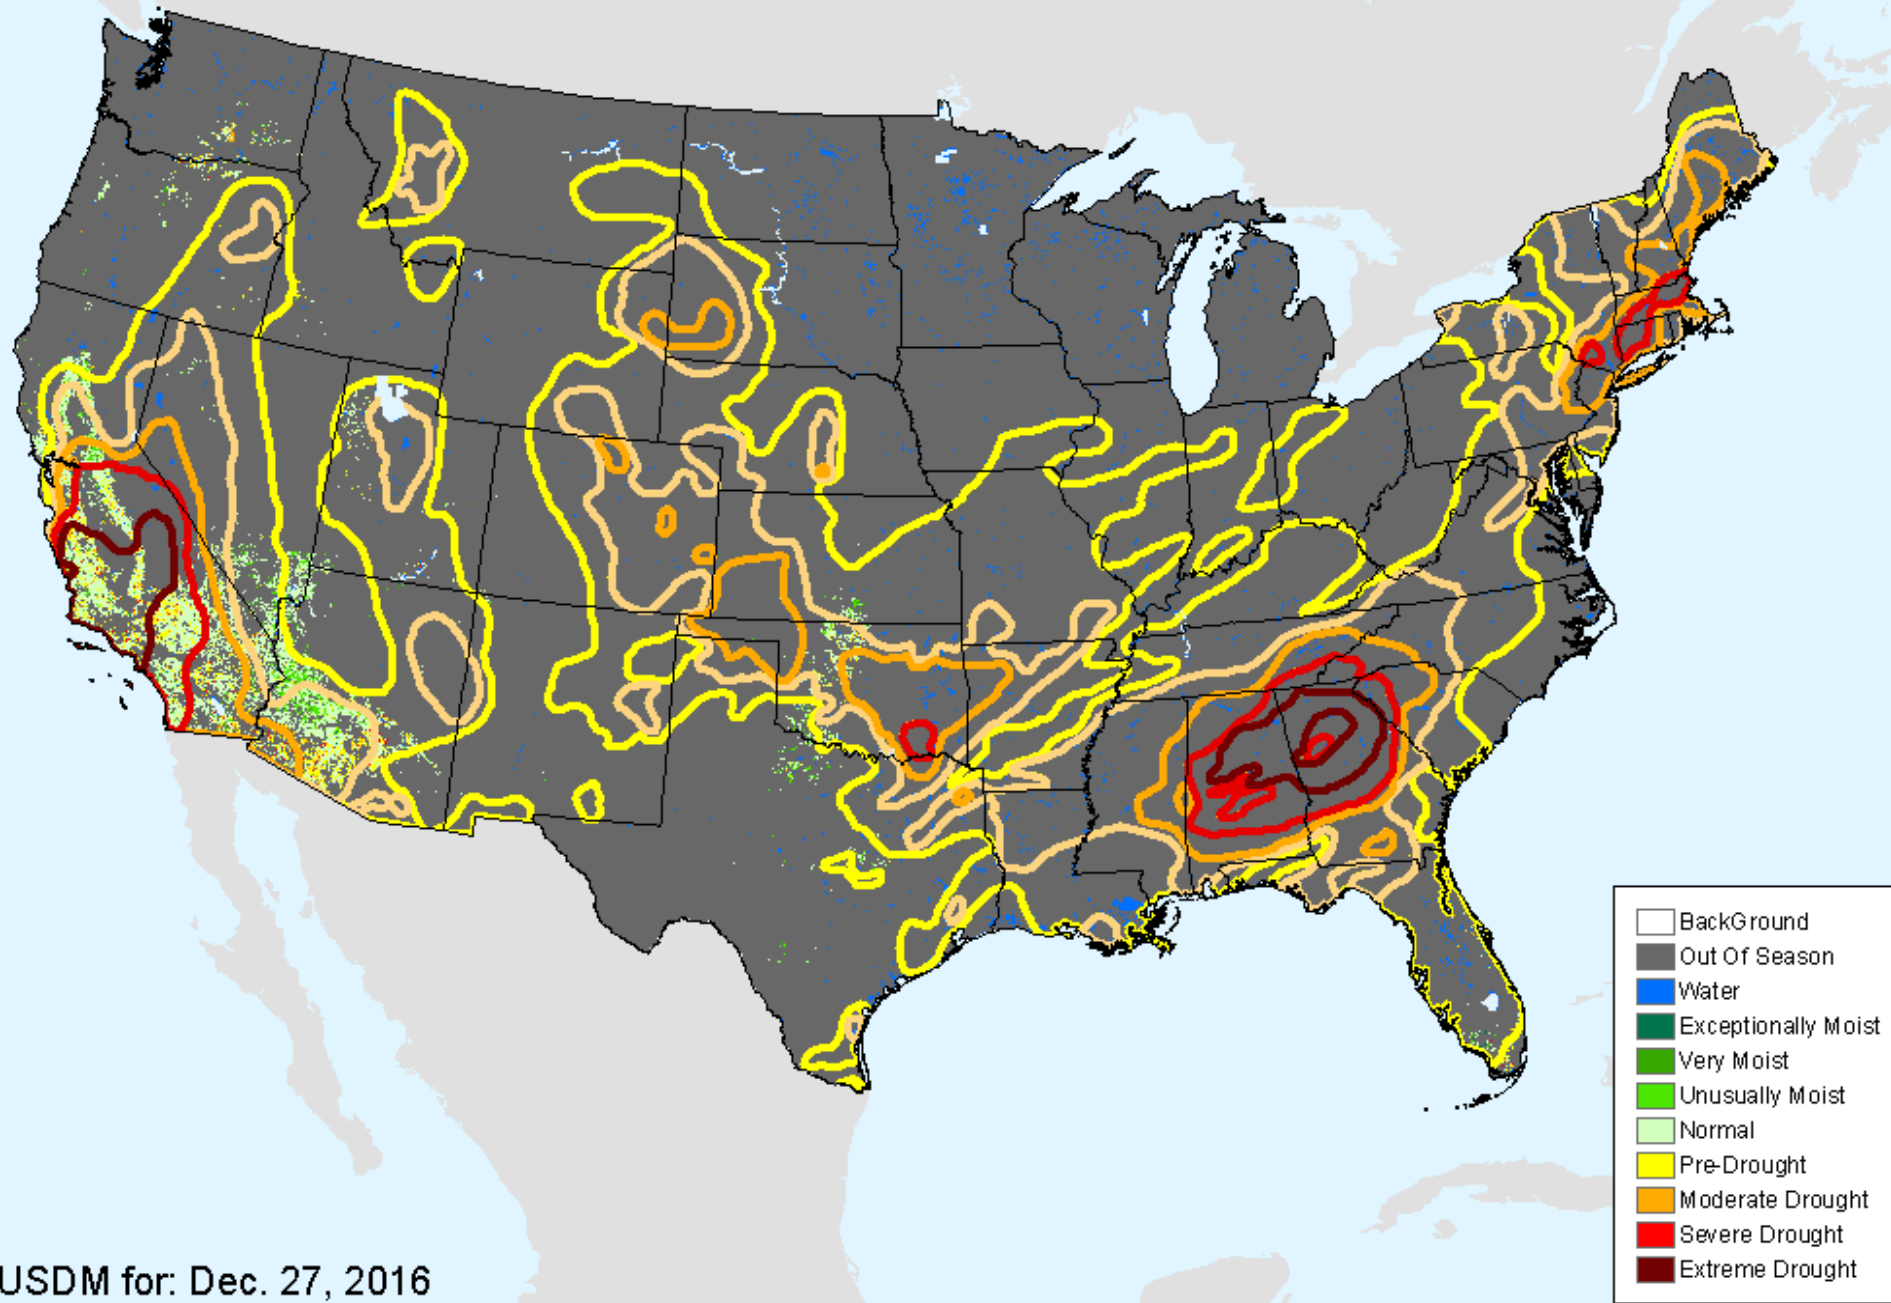 BackGround
Out Of Season
Water
Exceptionally Moist
Very Moist
Unusually Moist
Normal
Pre-Drought
Moderate Drought
Severe Drought
Extreme Drought
USDM for: Dec. 27, 2016